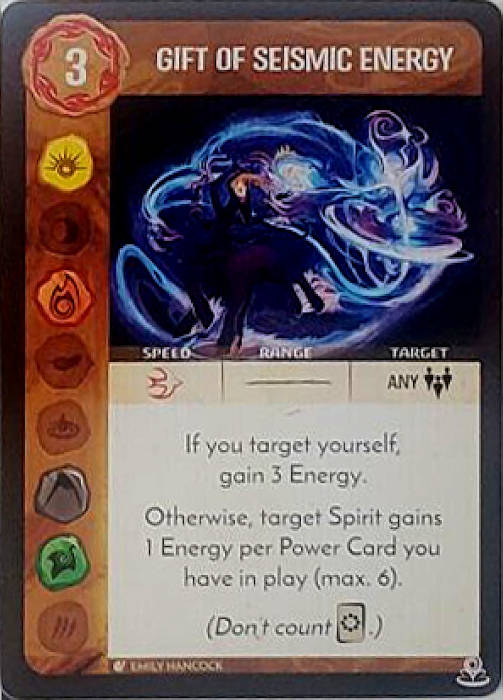 3
GIFT OF SEISMIC ENERGY
SPEED RANGE TARGET
ANY
If you target yourself,
gain 3 Energy.
Otherwise, target Spirit gains
1 Energy per Power Card you
have in play (max. 6).
(Don't count .)
EMILY HANCOCK